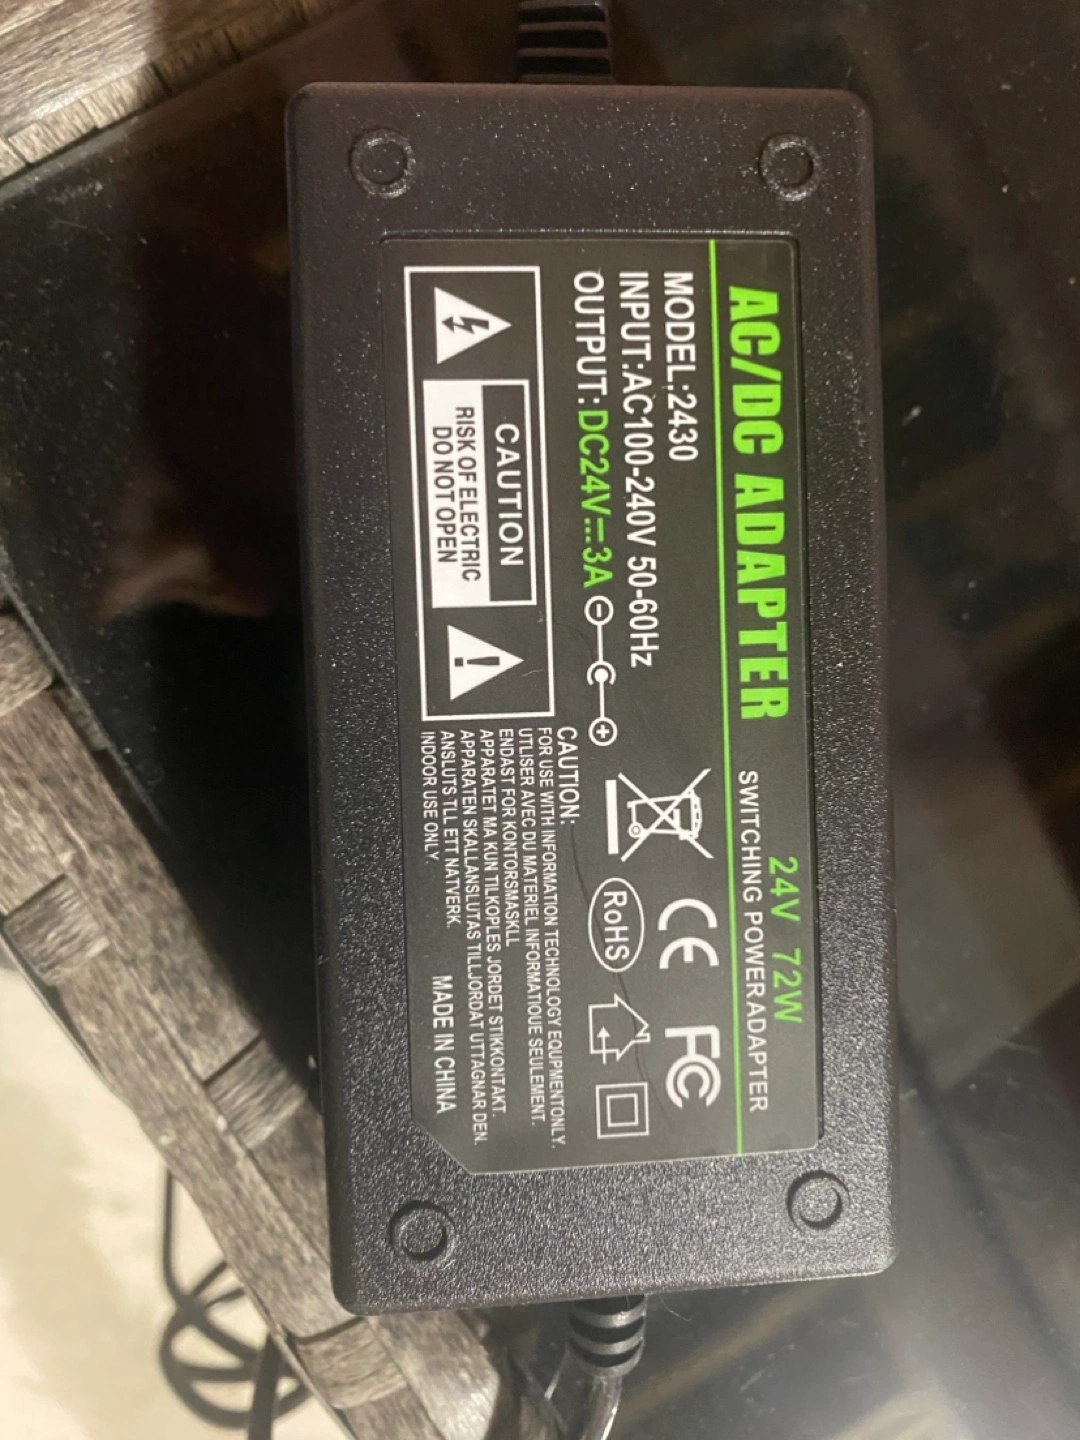 AC/DC ADAPTER
24V 72W
SWITCHING POWER ADAPTER
MODEL:2430
INPUT:AC100-240V 50-60Hz
OUTPUT:DC24V⎓3A
CE FC
RoHS
CAUTION
RISK OF ELECTRIC
DO NOT OPEN
CAUTION:
FOR USE WITH INFORMATION TECHNOLOGY EQUIPMENTONLY.
UTLISER AVEC DU MATERIEL INFORMATIQUE SEULEMENT.
ENDAST FOR KONTORSMASKLL
APPARATET MA KUN TILKOPLES JORDET STIKKONTAKT.
APPARATEN SKALLANSLUTAS TILLJORDAT UTTAGNAR DEN.
ANSLUTS TLL ETT NATVERK.
INDOOR USE ONLY.
MADE IN CHINA